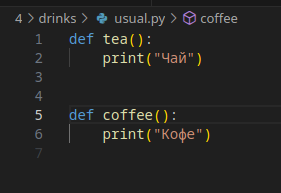 4 > drinks > usual.py > coffee
1 def tea():
2     print("Чай")
3
4
5 def coffee():
6     print("Кофе")
7